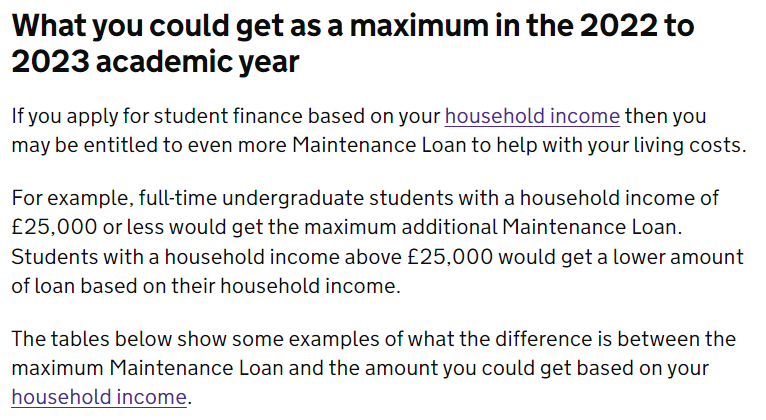 What you could get as a maximum in the 2022 to
2023 academic year
If you apply for student finance based on your household income then you
may be entitled to even more Maintenance Loan to help with your living costs.
For example, full-time undergraduate students with a household income of
£25,000 or less would get the maximum additional Maintenance Loan.
Students with a household income above £25,000 would get a lower amount
of loan based on their household income.
The tables below show some examples of what the difference is between the
maximum Maintenance Loan and the amount you could get based on your
household income.